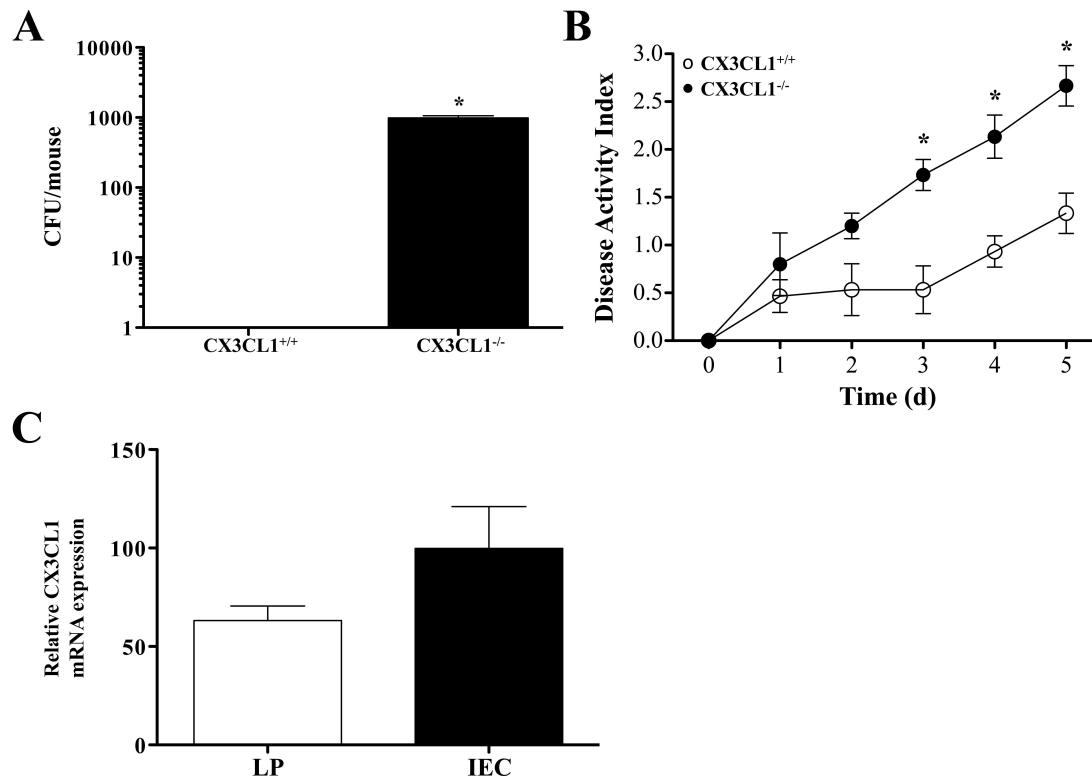 A
CFU/mouse
10000
1000
100
10
1
*
CX3CL1+/+
CX3CL1-/-
B
Disease Activity Index
3.0
2.5
2.0
1.5
1.0
0.5
0.0
CX3CL1+/+
CX3CL1-/-
*
*
*
0 1 2 3 4 5
Time (d)
C
Relative CX3CL1
mRNA expression
150
100
50
0
LP
IEC